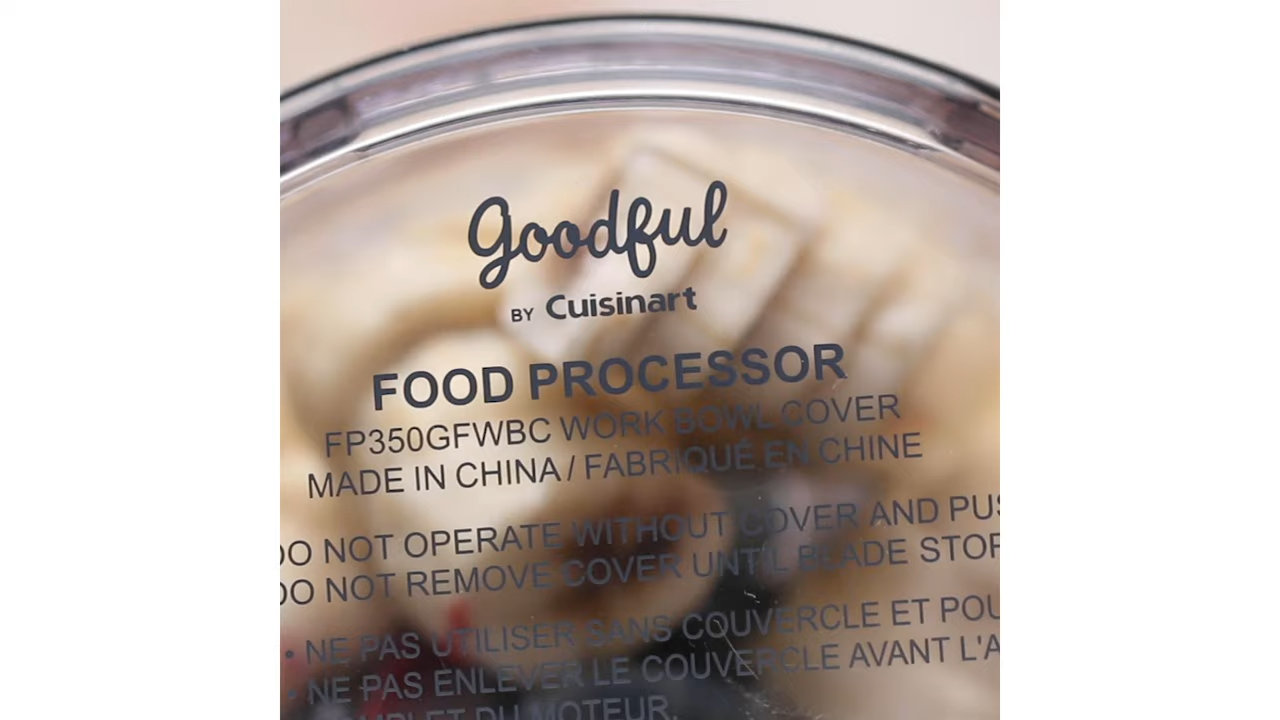 Goodful
BY Cuisinart
FOOD PROCESSOR
FP350GFWBC WORK BOWL COVER
MADE IN CHINA / FABRIQUÉ EN CHINE
DO NOT OPERATE WITHOUT COVER AND
DO NOT REMOVE COVER UNTIL BLADE
• NE PAS UTILISER SANS COUVERCLE ET
• NE PAS ENLEVER LE COUVERCLE AVANT
DU MOTEUR.